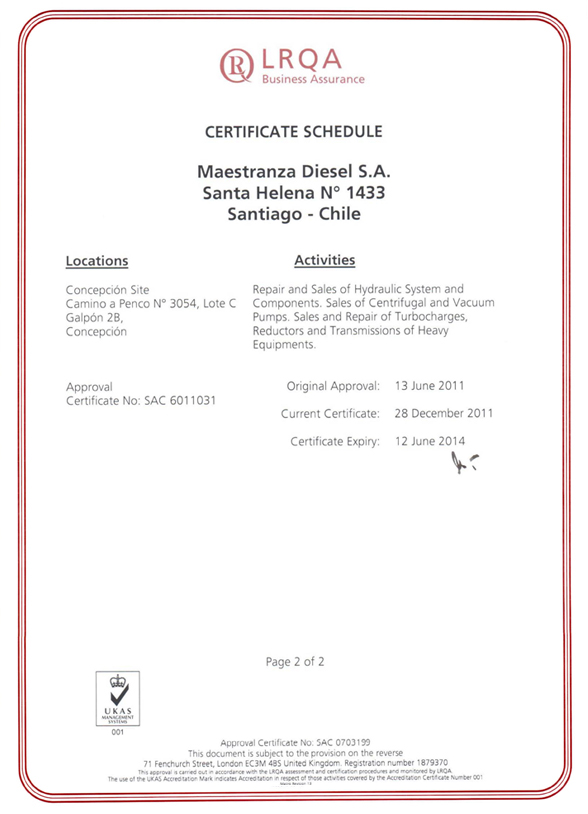 LRQA
Business Assurance
CERTIFICATE SCHEDULE
Maestranza Diesel S.A.
Santa Helena N° 1433
Santiago - Chile
Locations
Activities
Concepción Site
Camino a Penco N° 3054, Lote C
Galpón 2B,
Concepción
Repair and Sales of Hydraulic System and
Components. Sales of Centrifugal and Vacuum
Pumps. Sales and Repair of Turbocharges,
Reductors and Transmissions of Heavy
Equipments.
Approval
Certificate No: SAC 6011031
Original Approval: 13 June 2011
Current Certificate: 28 December 2011
Certificate Expiry: 12 June 2014
Page 2 of 2
UKAS
MANAGEMENT
SYSTEMS
001
Approval Certificate No: SAC 0703199
This document is subject to the provision on the reverse
71 Fenchurch Street, London EC3M 4BS United Kingdom. Registration number 1879370
This approval is carried out in accordance with the LRQA assessment and certification procedures and monitored by LRQA.
The use of the UKAS Accreditation Mark indicates Accreditation in respect of those activities covered by the Accreditation Certificate Number 001